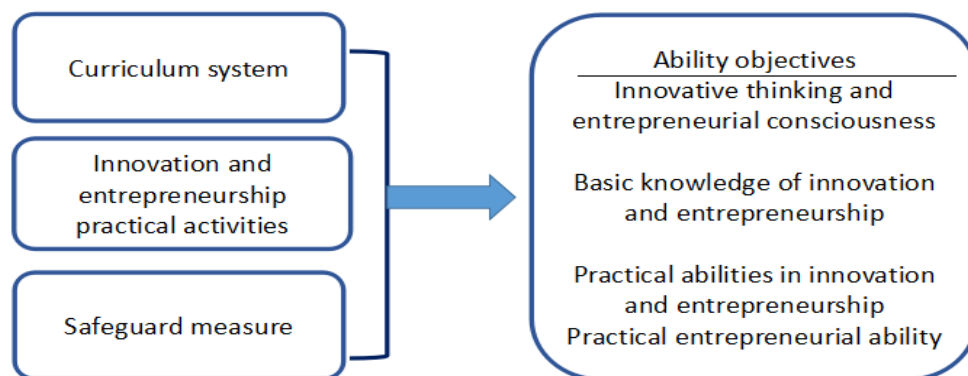 Curriculum system
Innovation and
entrepreneurship
practical activities
Safeguard measure
Ability objectives
Innovative thinking and
entrepreneurial consciousness
Basic knowledge of innovation
and entrepreneurship
Practical abilities in innovation
and entrepreneurship
Practical entrepreneurial ability